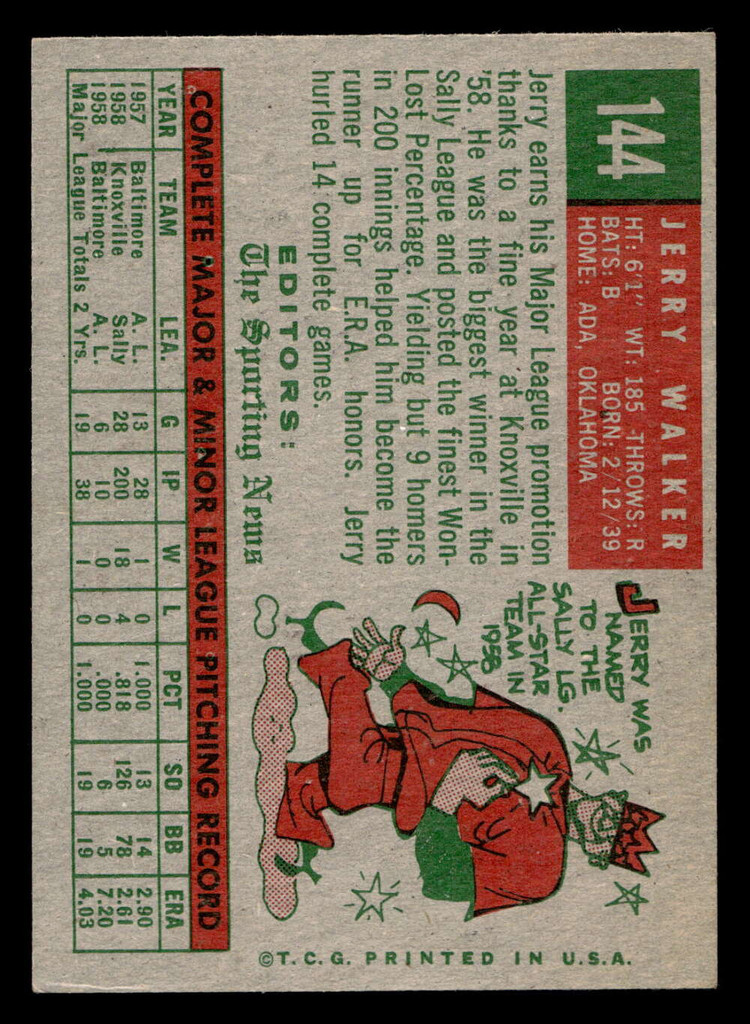 144
JERRY WALKER
HT: 6'1" WT: 185 THROWS: R
BATS: B BORN: 2/12/39
HOME: ADA, OKLAHOMA
Jerry earns his Major League promotion
thanks to a fine year at Knoxville in
'58. He was the biggest winner in the
Sally League and posted the finest Won-
Lost Percentage. Yielding but 9 homers
in 200 innings helped him become the
runner up for E.R.A. honors. Jerry
hurled 14 complete games.
EDITORS:
The Sporting News
JERRY WAS
NAMED
TO THE
SALLY LG.
ALL-STAR
TEAM IN
1958
COMPLETE MAJOR & MINOR LEAGUE PITCHING RECORD
YEAR TEAM LEA. G IP W L PCT SO BB ERA
1957 Baltimore A. L. 13 28 1 0 1.000 13 14 2.90
1958 Knoxville Sally 28 200 18 4 .818 126 78 2.61
1958 Baltimore A. L. 6 10 0 0 .000 6 5 7.20
Major League Totals 2 Yrs. 19 38 1 0 1.000 19 19 4.03
©T.C.G. PRINTED IN U.S.A.